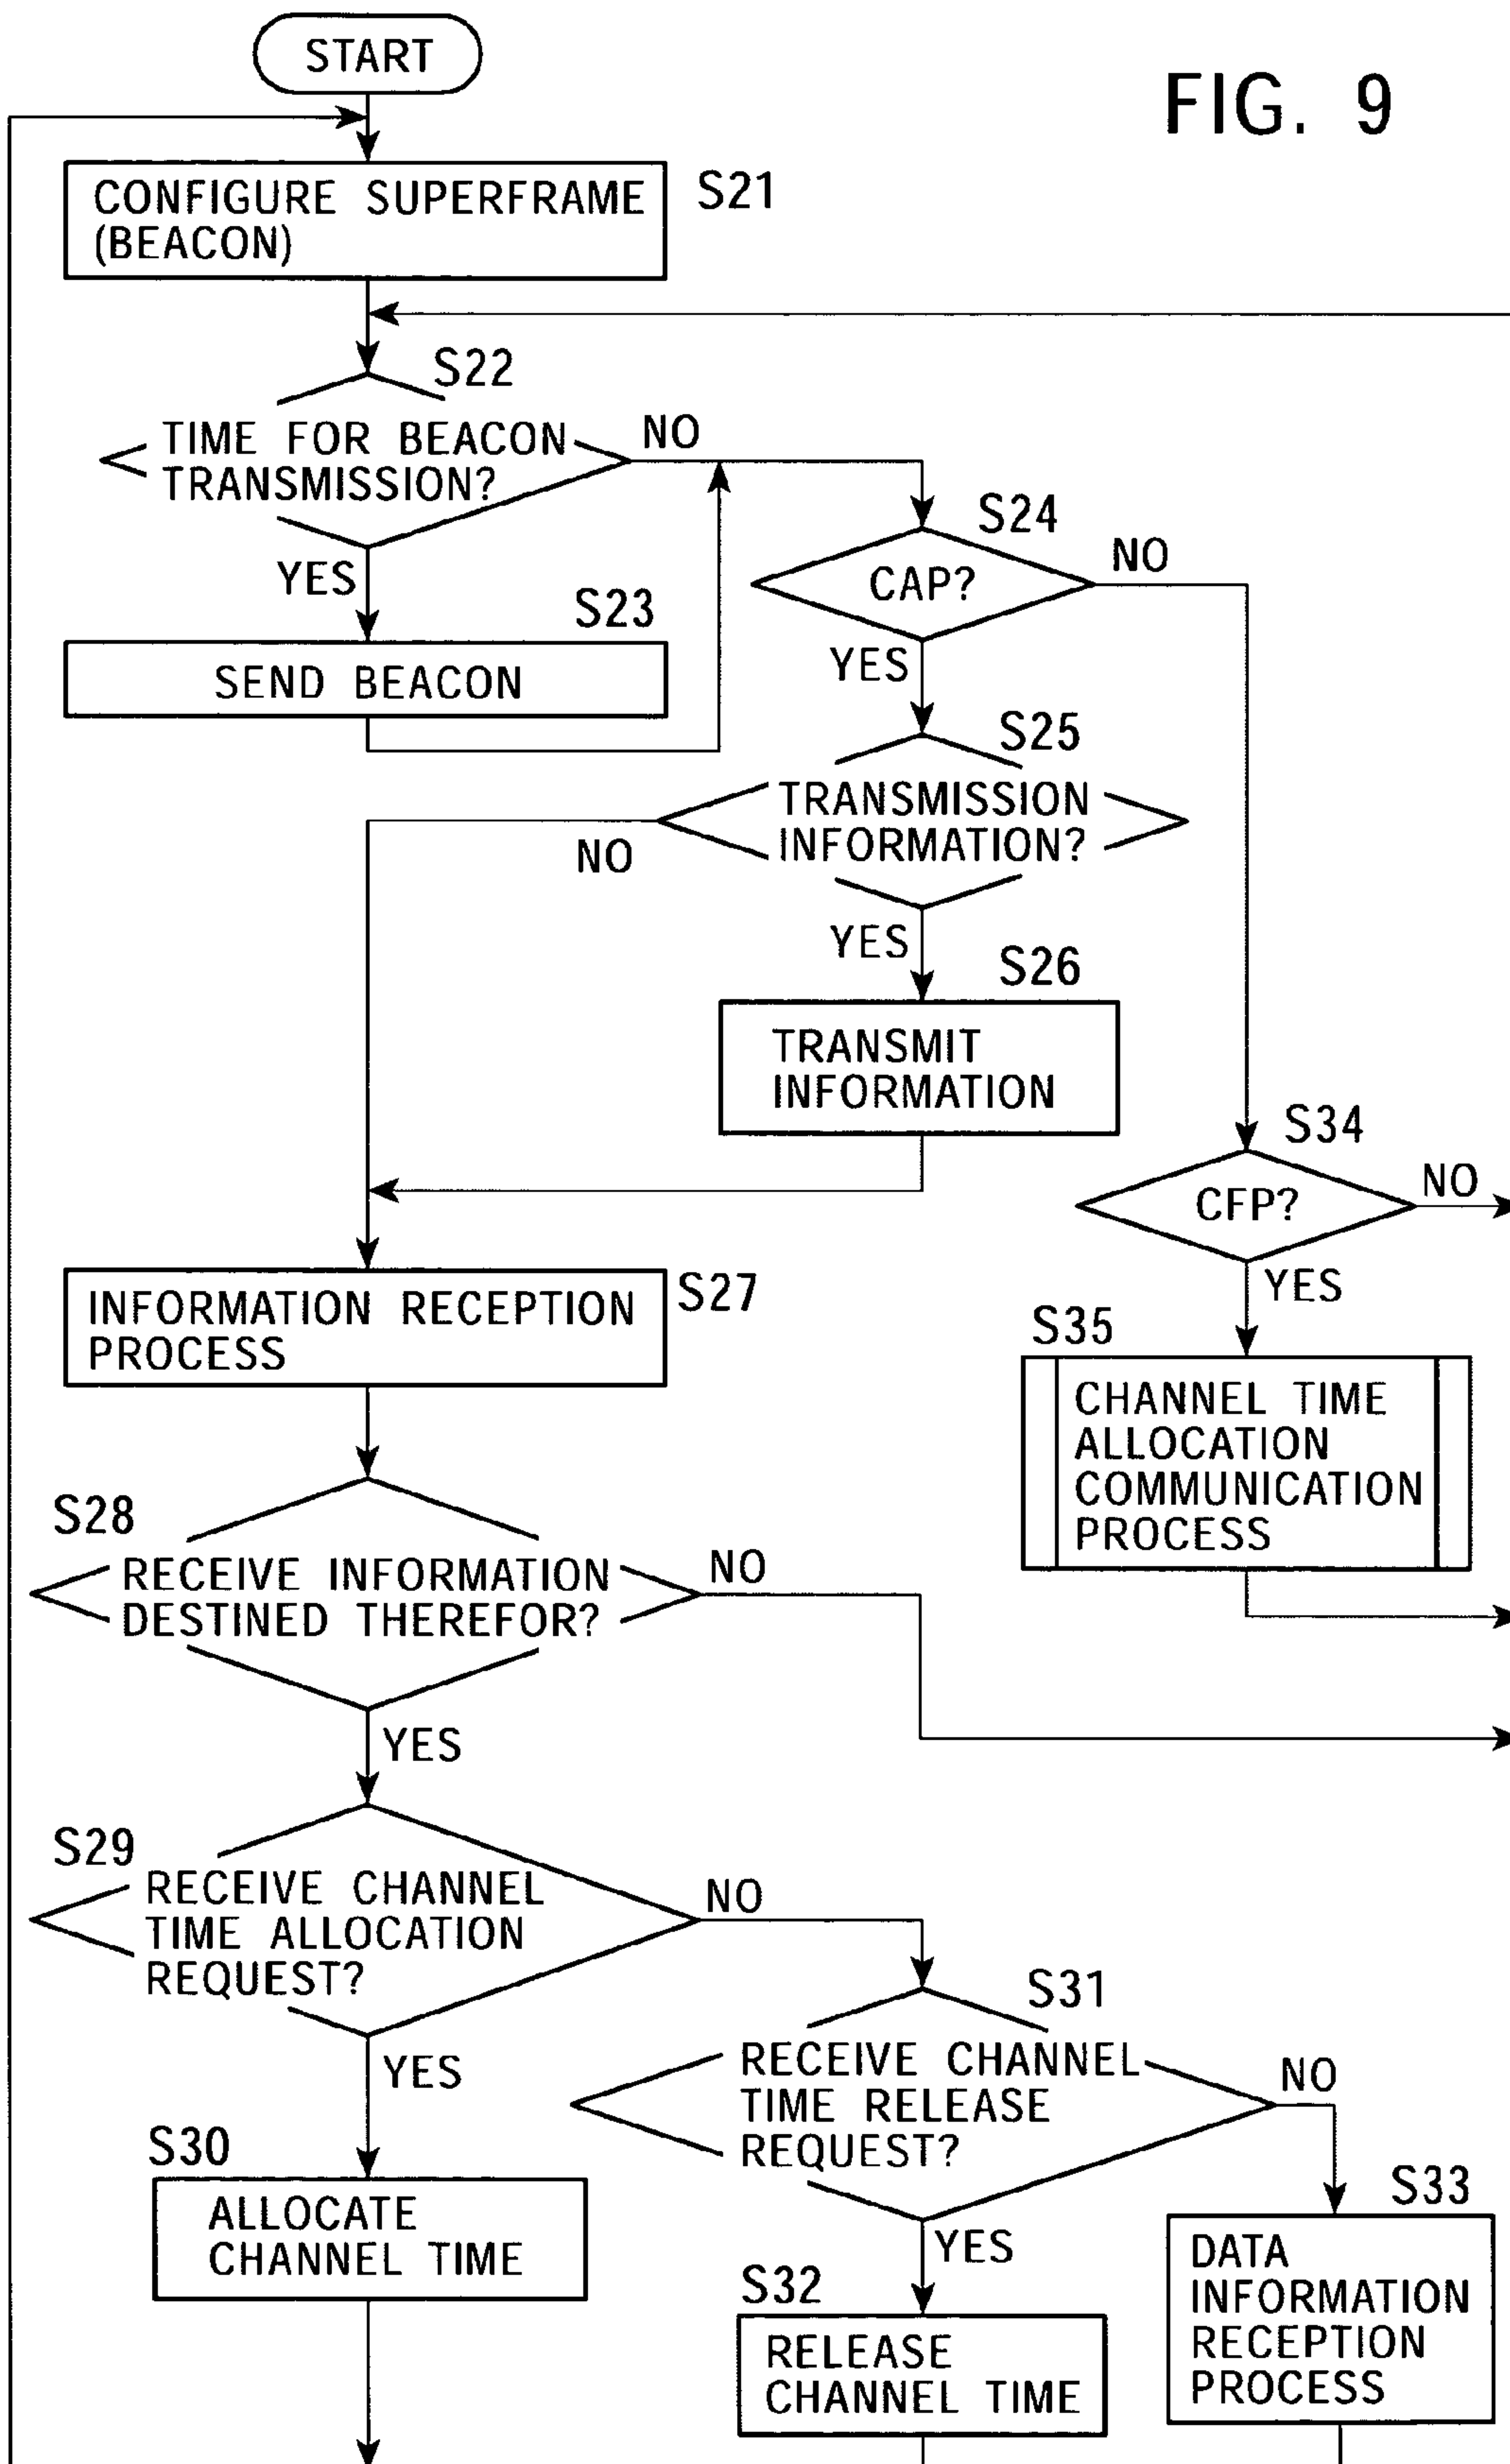 START
FIG. 9
CONFIGURE SUPERFRAME
(BEACON)
S21
S22
TIME FOR BEACON
TRANSMISSION?
NO
YES
S23
SEND BEACON
S24
CAP?
NO
YES
S25
TRANSMISSION
INFORMATION?
NO
YES
S26
TRANSMIT
INFORMATION
S34
CFP?
NO
YES
S27
INFORMATION RECEPTION
PROCESS
S35
CHANNEL TIME
ALLOCATION
COMMUNICATION
PROCESS
S28
RECEIVE INFORMATION
DESTINED THEREFOR?
NO
YES
S29
RECEIVE CHANNEL
TIME ALLOCATION
REQUEST?
NO
YES
S31
RECEIVE CHANNEL
TIME RELEASE
REQUEST?
NO
YES
S30
ALLOCATE
CHANNEL TIME
S32
RELEASE
CHANNEL TIME
S33
DATA
INFORMATION
RECEPTION
PROCESS